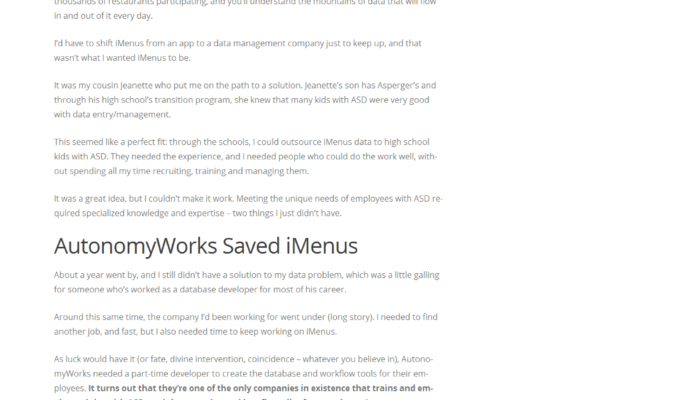 thousands of restaurants participating, and you'll understand the mountains of data that will flow
in and out of it every day.
I'd have to shift iMenus from an app to a data management company just to keep up, and that
wasn't what I wanted iMenus to be.
It was my cousin Jeanette who put me on the path to a solution. Jeanette's son has Asperger's and
through his high school's transition program, she knew that many kids with ASD were very good
with data entry/management.
This seemed like a perfect fit: through the schools, I could outsource iMenus data to high school
kids with ASD. They needed the experience, and I needed people who could do the work well, with-
out spending all my time recruiting, training and managing them.
It was a great idea, but I couldn't make it work. Meeting the unique needs of employees with ASD re-
quired specialized knowledge and expertise – two things I just didn't have.
AutonomyWorks Saved iMenus
About a year went by, and I still didn't have a solution to my data problem, which was a little galling
for someone who's worked as a database developer for most of his career.
Around this same time, the company I'd been working for went under (long story). I needed to find
another job, and fast, but I also needed time to keep working on iMenus.
As luck would have it (or fate, divine intervention, coincidence – whatever you believe in), Autono-
myWorks needed a part-time developer to create the database and workflow tools for their em-
ployees. It turns out that they're one of the only companies in existence that trains and em-